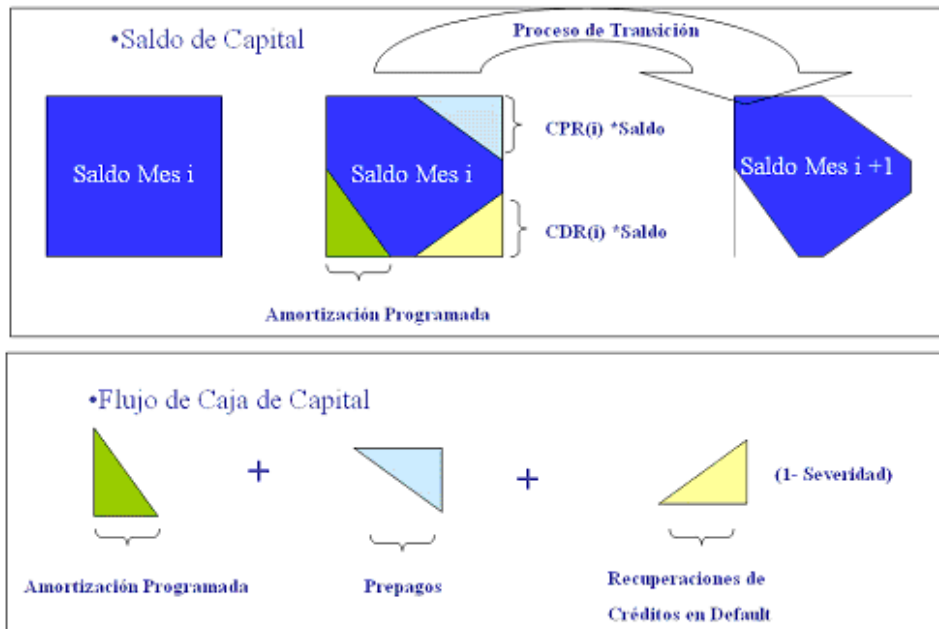 •Saldo de Capital
Proceso de Transición
Saldo Mes i
Saldo Mes i
CPR(i) *Saldo
CDR(i) *Saldo
Saldo Mes i +1
Amortización Programada
•Flujo de Caja de Capital
+
+
(1- Severidad)
Amortización Programada
Prepagos
Recuperaciones de
Créditos en Default